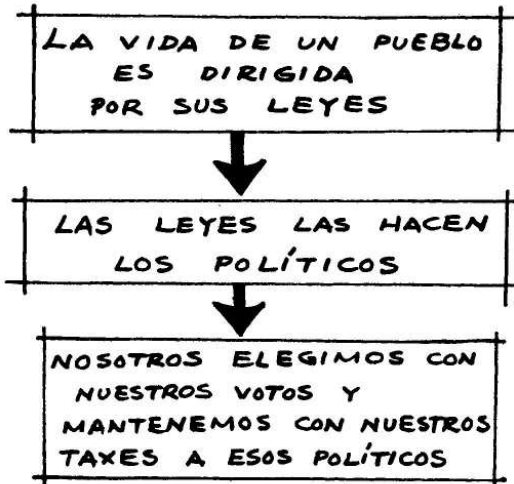 LA VIDA DE UN PUEBLO
ES DIRIGIDA
POR SUS LEYES
LAS LEYES LAS HACEN
LOS POLÍTICOS
NOSOTROS ELEGIMOS CON
NUESTROS VOTOS Y
MANTENEMOS CON NUESTROS
TAXES A ESOS POLÍTICOS